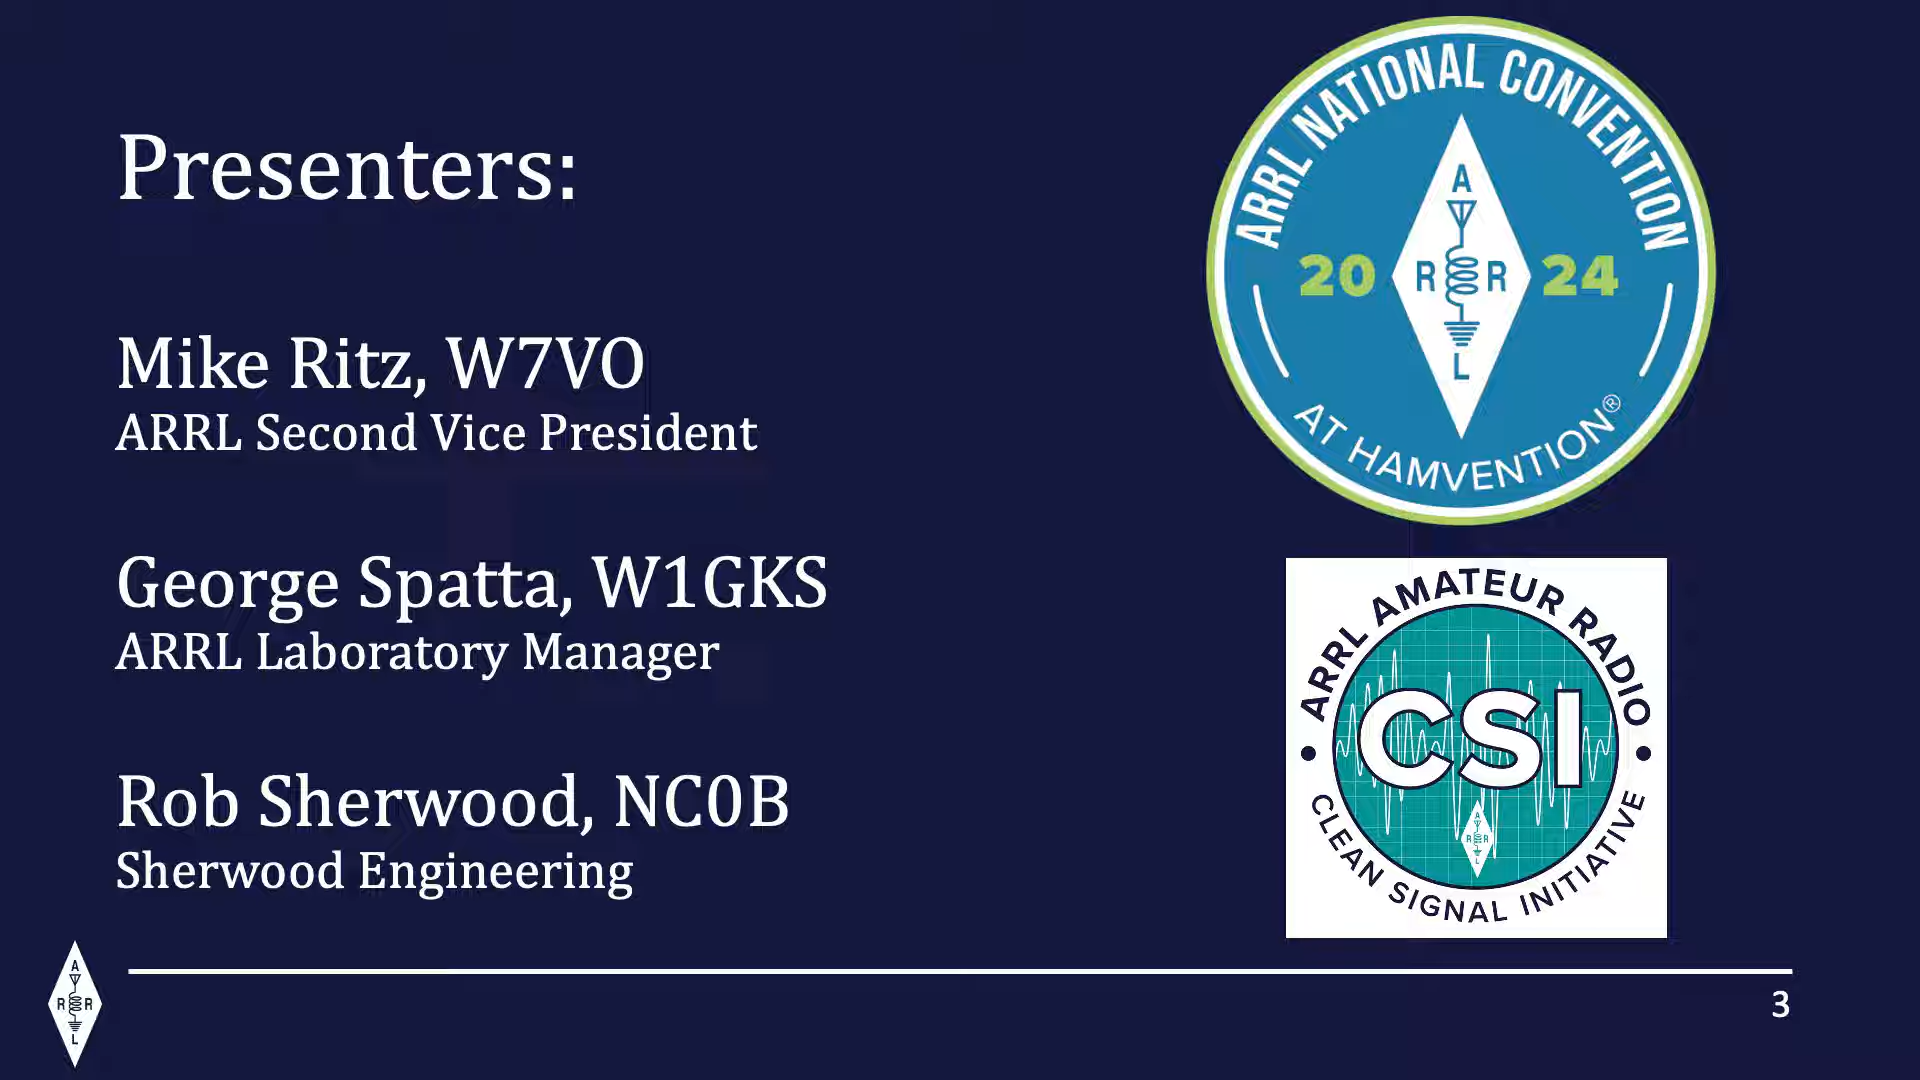 Presenters:
Mike Ritz, W7VO
ARRL Second Vice President
George Spatta, W1GKS
ARRL Laboratory Manager
Rob Sherwood, NC0B
Sherwood Engineering
ARRL NATIONAL CONVENTION
20 24
A
R R
L
AT HAMVENTION®
ARRL AMATEUR RADIO
CSI
A
R R
L
• CLEAN SIGNAL INITIATIVE •
A
R R
L
3